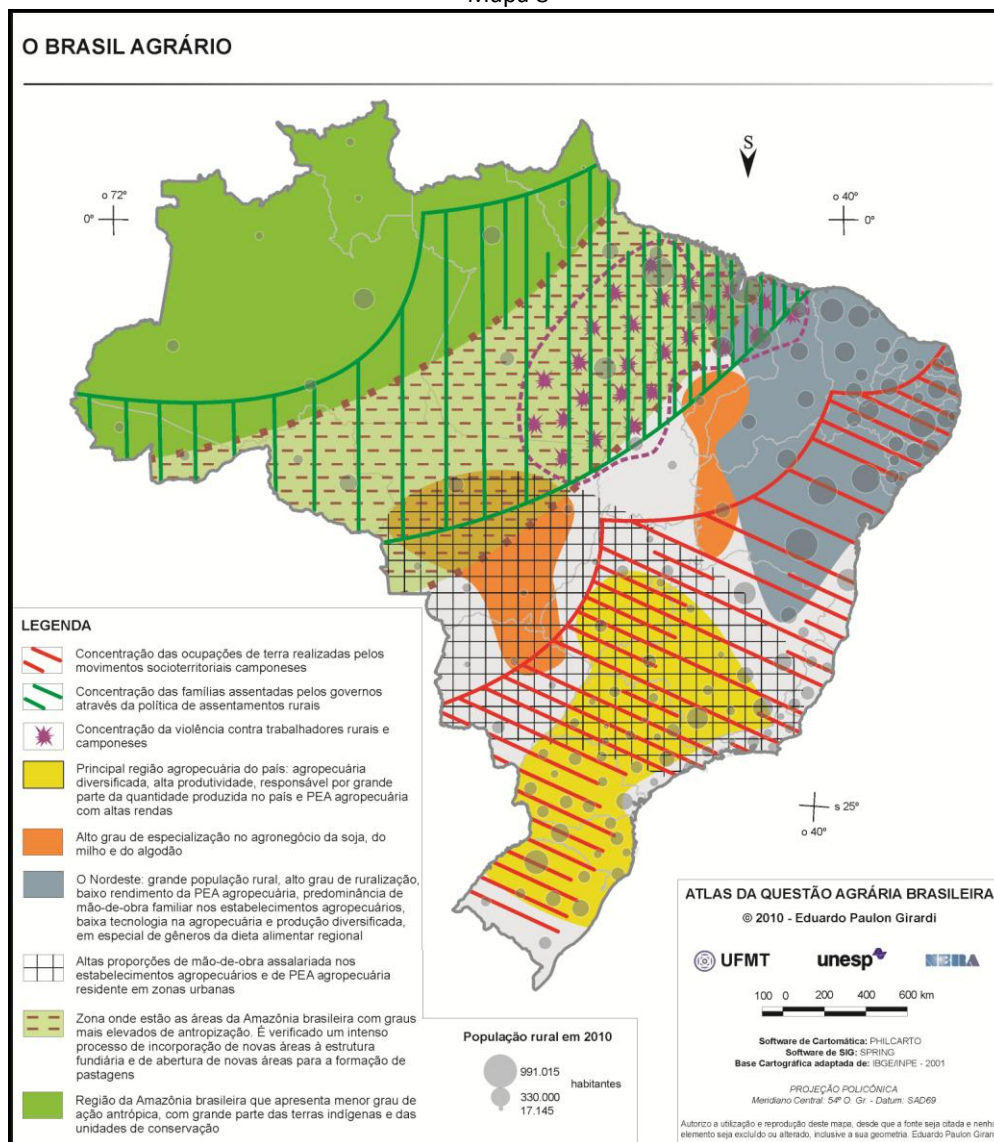 Mapa 8
O BRASIL AGRÁRIO
S
o 72º
0º
o 40º
0º
s 25º
o 40º
LEGENDA
Concentração das ocupações de terra realizadas pelos
movimentos socioterritoriais camponeses
Concentração das famílias assentadas pelos governos
através da política de assentamentos rurais
Concentração da violência contra trabalhadores rurais e
camponeses
Principal região agropecuária do país: agropecuária
diversificada, alta produtividade, responsável por grande
parte da quantidade produzida no país e PEA agropecuária
com altas rendas
Alto grau de especialização no agronegócio da soja, do
milho e do algodão
O Nordeste: grande população rural, alto grau de ruralização,
baixo rendimento da PEA agropecuária, predominância de
mão-de-obra familiar nos estabelecimentos agropecuários,
baixa tecnologia na agropecuária e produção diversificada,
em especial de gêneros da dieta alimentar regional
Altas proporções de mão-de-obra assalariada nos
estabelecimentos agropecuários e de PEA agropecuária
residente em zonas urbanas
Zona onde estão as áreas da Amazônia brasileira com graus
mais elevados de antropização. É verificado um intenso
processo de incorporação de novas áreas à estrutura
fundiária e de abertura de novas áreas para a formação de
pastagens
Região da Amazônia brasileira que apresenta menor grau de
ação antrópica, com grande parte das terras indígenas e das
unidades de conservação
População rural em 2010
991.015
habitantes
330.000
17.145
ATLAS DA QUESTÃO AGRÁRIA BRASILEIRA
© 2010 - Eduardo Paulon Girardi
UFMT unesp NERA
100 0 200 400 600 km
Software de Cartomática: PHILCARTO
Software de SIG: SPRING
Base Cartográfica adaptada de: IBGE/INPE - 2001
PROJEÇÃO POLICÔNICA
Meridiano Central: 54º O. Gr. - Datum: SAD69
Autorizo a utilização e reprodução deste mapa, desde que a fonte seja citada e
elemento seja excluído ou alterado, inclusive a sua geometria. Eduardo Paulon